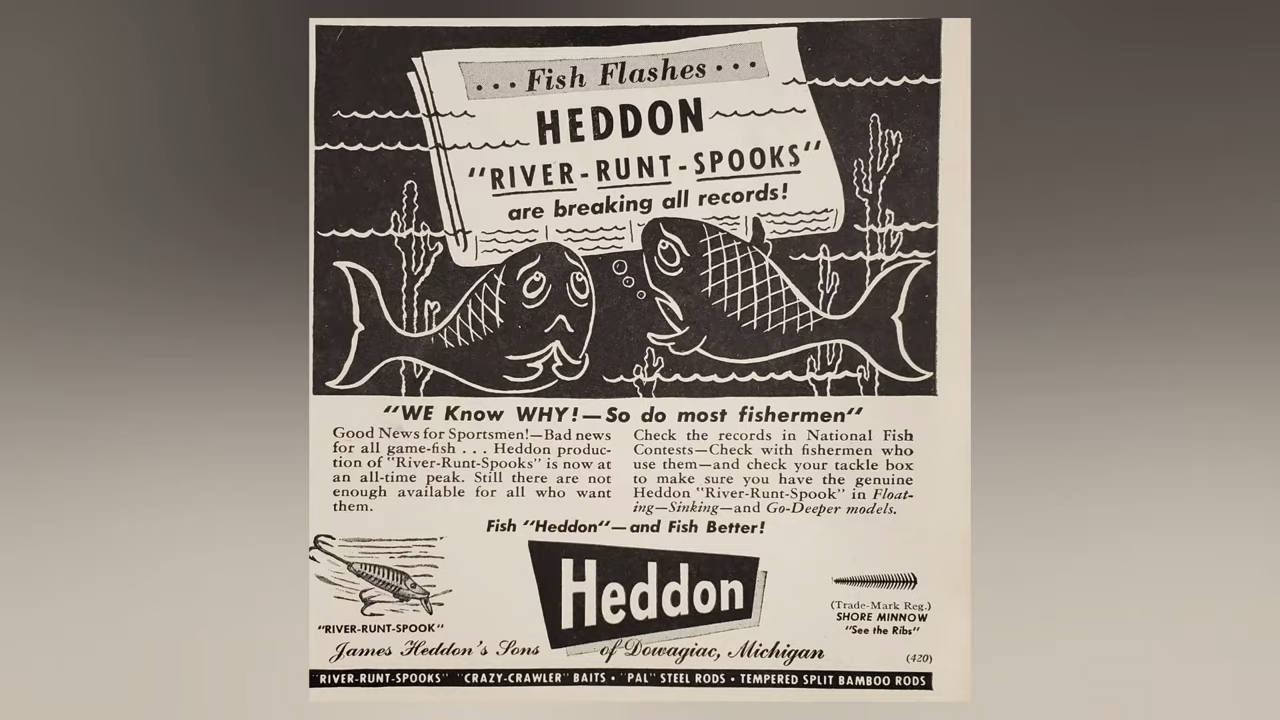 ... Fish Flashes ...
HEDDON
"RIVER-RUNT-SPOOKS"
are breaking all records!
"WE Know WHY!—So do most fishermen"
Good News for Sportsmen!—Bad news
for all game-fish . . . Heddon produc-
tion of "River-Runt-Spooks" is now at
an all-time peak. Still there are not
enough available for all who want
them.
Check the records in National Fish
Contests—Check with fishermen who
use them—and check your tackle box
to make sure you have the genuine
Heddon "River-Runt-Spook" in Float-
ing—Sinking—and Go-Deeper models.
Fish "Heddon"—and Fish Better!
"RIVER-RUNT-SPOOK"
Heddon
(Trade-Mark Reg.)
SHORE MINNOW
"See the Ribs"
James Heddon's Sons of Dowagiac, Michigan
(420)
"RIVER-RUNT-SPOOKS" "CRAZY-CRAWLER" BAITS • "PAL" STEEL RODS • TEMPERED SPLIT BAMBOO RODS